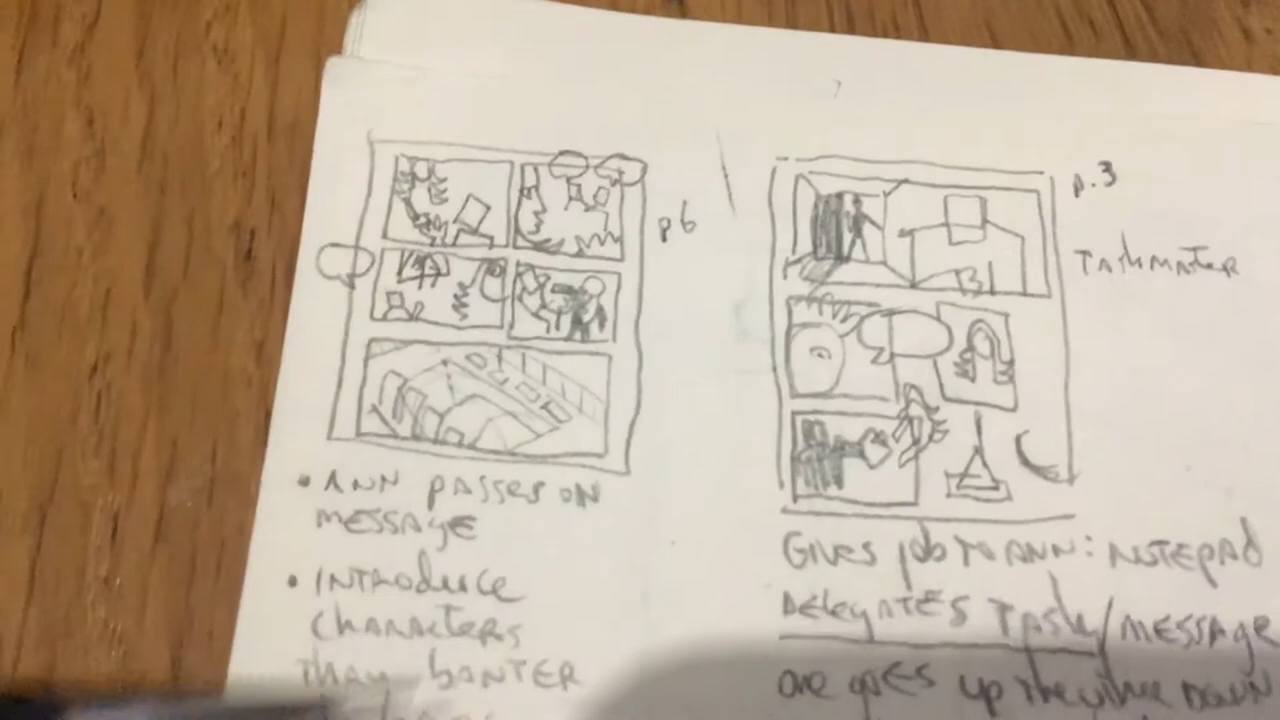 p6
• ANN PASSES ON
MESSAGE
• INTRODUCE
CHARACTERS
BANTER
p.3
GIVES job TO ANN: NOTEPAD
DELEGATES TASK/MESSAGE
one goes up the other down